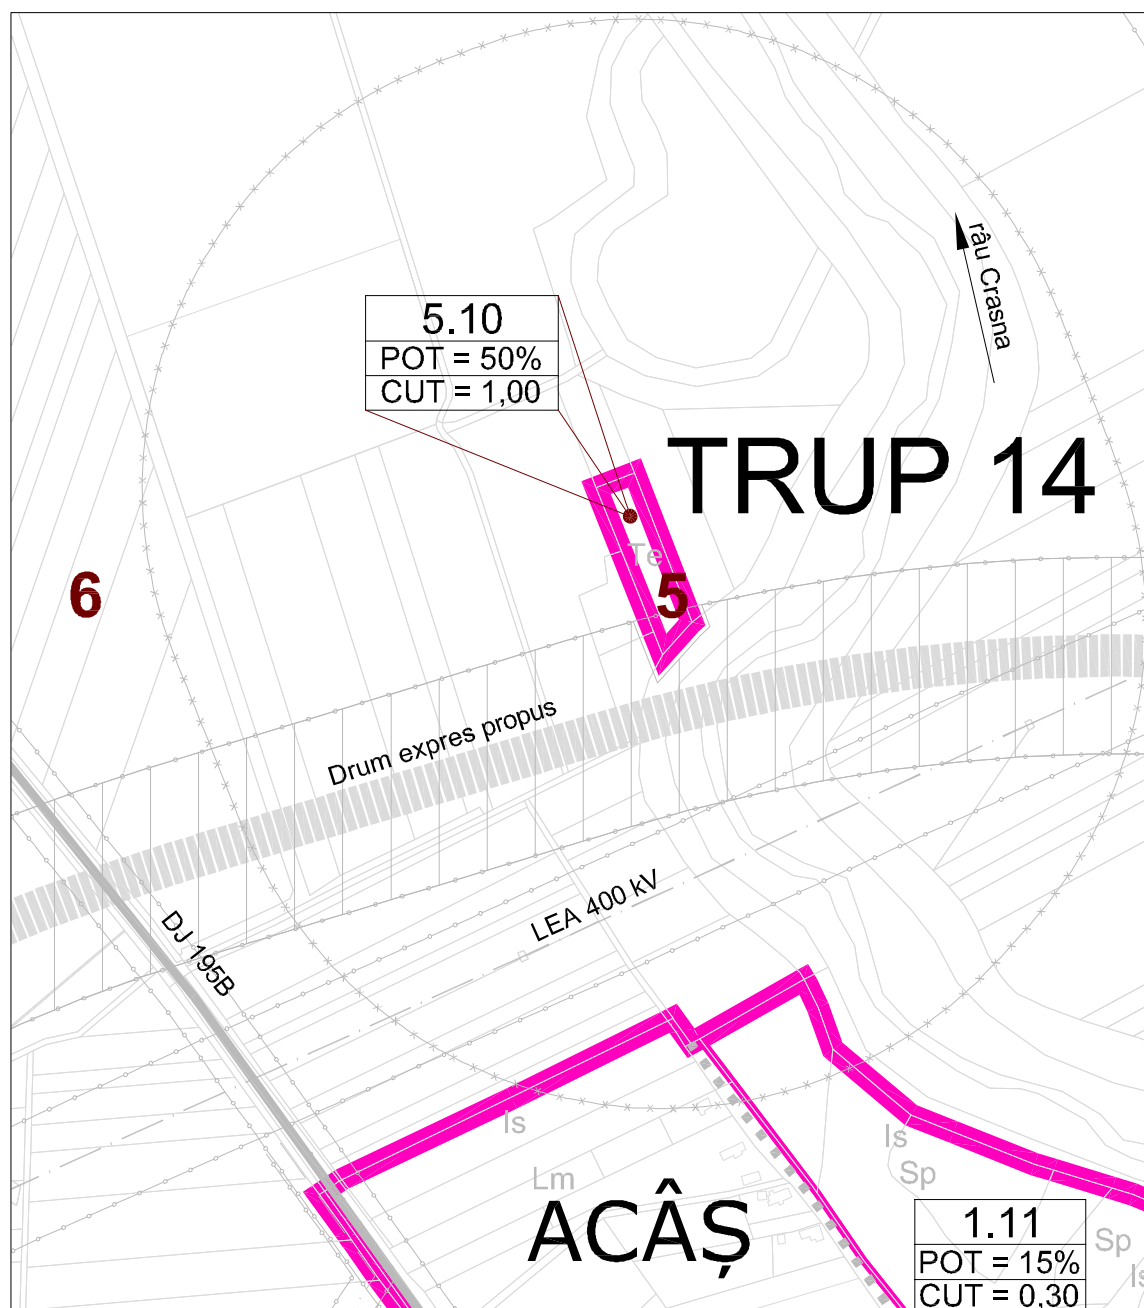 râu Crasna
5.10
POT = 50%
CUT = 1,00
TRUP 14
Te
5
6
Drum expres propus
LEA 400 kV
DJ 195B
Is
Is
Lm
Sp
ACÂȘ
1.11
POT = 15%
CUT = 0,30
Sp